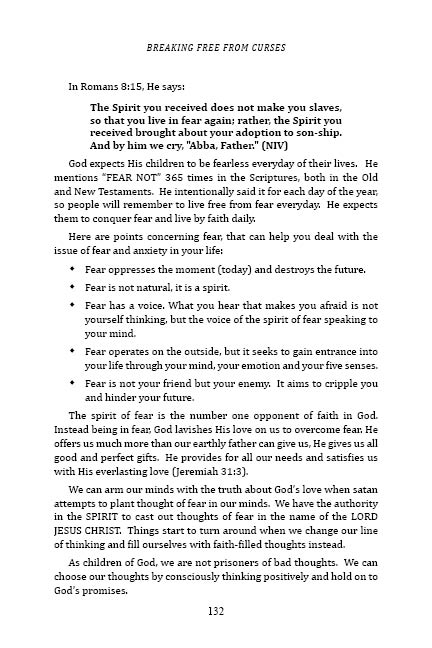 BREAKING FREE FROM CURSES
In Romans 8:15, He says:
The Spirit you received does not make you slaves,
so that you live in fear again; rather, the Spirit you
received brought about your adoption to son-ship.
And by him we cry, "Abba, Father." (NIV)
God expects His children to be fearless everyday of their lives.  He
mentions “FEAR NOT” 365 times in the Scriptures, both in the Old
and New Testaments.  He intentionally said it for each day of the year,
so people will remember to live free from fear everyday.  He expects
them to conquer fear and live by faith daily.
Here are points concerning fear, that can help you deal with the
issue of fear and anxiety in your life:
◆ Fear oppresses the moment (today) and destroys the future.
◆ Fear is not natural, it is a spirit.
◆ Fear has a voice. What you hear that makes you afraid is not
yourself thinking, but the voice of the spirit of fear speaking to
your mind.
◆ Fear operates on the outside, but it seeks to gain entrance into
your life through your mind, your emotion and your five senses.
◆ Fear is not your friend but your enemy.  It aims to cripple you
and hinder your future.
The spirit of fear is the number one opponent of faith in God.
Instead being in fear, God lavishes His love on us to overcome fear. He
offers us much more than our earthly father can give us, He gives us all
good and perfect gifts.  He provides for all our needs and satisfies us
with His everlasting love (Jeremiah 31:3).
We can arm our minds with the truth about God’s love when satan
attempts to plant thought of fear in our minds.  We have the authority
in the SPIRIT to cast out thoughts of fear in the name of the LORD
JESUS CHRIST.  Things start to turn around when we change our line
of thinking and fill ourselves with faith-filled thoughts instead.
As children of God, we are not prisoners of bad thoughts.  We can
choose our thoughts by consciously thinking positively and hold on to
God’s promises.
132